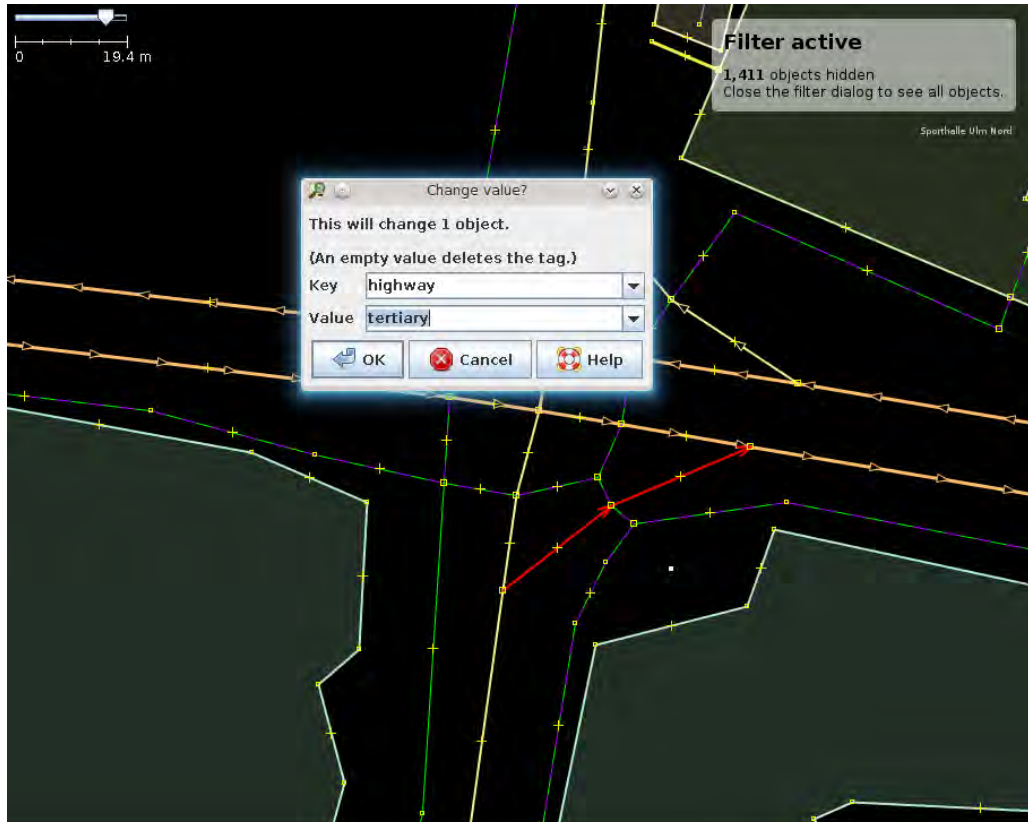 0 19.4 m
Filter active
1,411 objects hidden
Close the filter dialog to see all objects.
Sporthalle Ulm Nord
Change value?
This will change 1 object.
(An empty value deletes the tag.)
Key highway
Value tertiary
OK Cancel Help